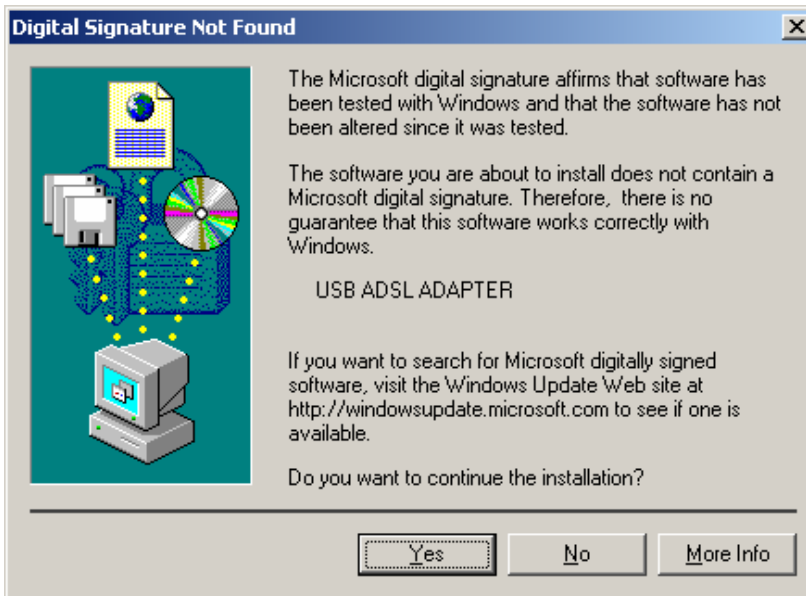 Digital Signature Not Found
The Microsoft digital signature affirms that software has
been tested with Windows and that the software has not
been altered since it was tested.
The software you are about to install does not contain a
Microsoft digital signature. Therefore,  there is no
guarantee that this software works correctly with
Windows.
USB ADSL ADAPTER
If you want to search for Microsoft digitally signed
software, visit the Windows Update Web site at
http://windowsupdate.microsoft.com to see if one is
available.
Do you want to continue the installation?
Yes No More Info